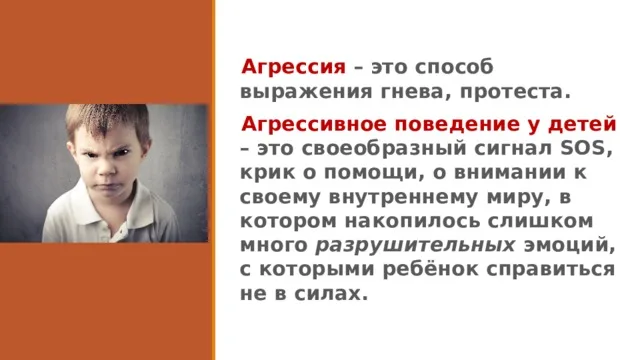 Агрессия – это способ
выражения гнева, протеста.
Агрессивное поведение у детей
– это своеобразный сигнал SOS,
крик о помощи, о внимании к
своему внутреннему миру, в
котором накопилось слишком
много разрушительных эмоций,
с которыми ребёнок справиться
не в силах.